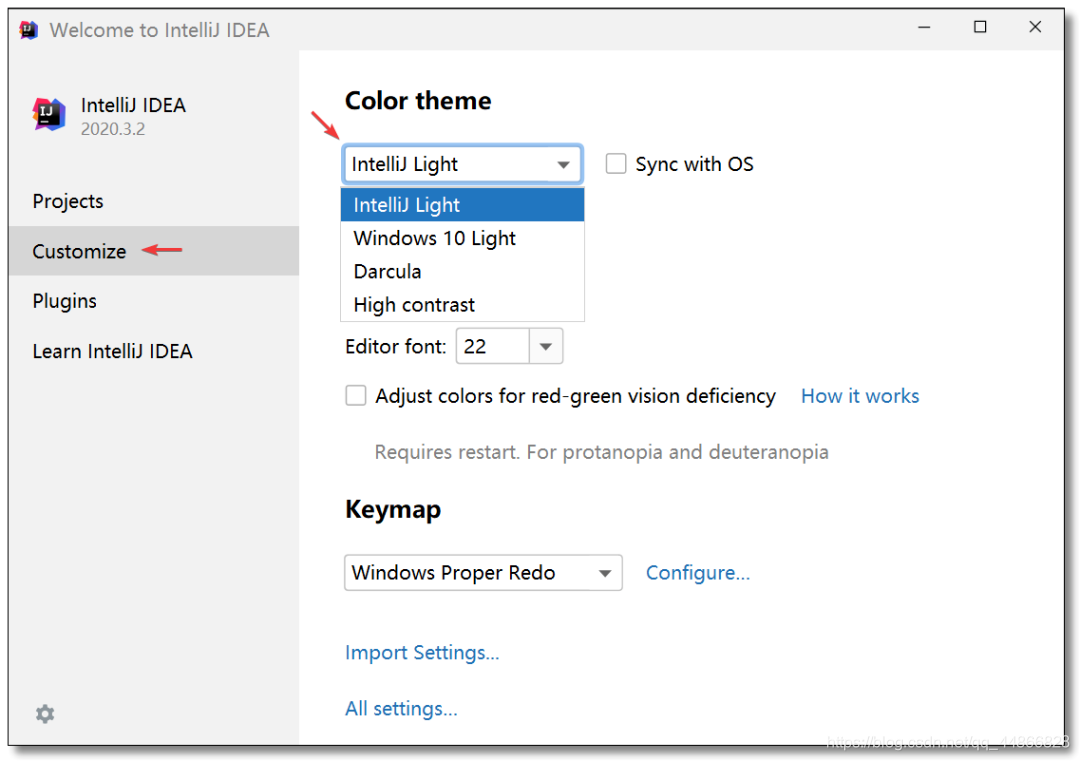 Welcome to IntelliJ IDEA
IntelliJ IDEA
2020.3.2
Projects
Customize
Plugins
Learn IntelliJ IDEA
Color theme
IntelliJ Light
Sync with OS
IntelliJ Light
Windows 10 Light
Darcula
High contrast
Editor font: 22
Adjust colors for red-green vision deficiency How it works
Requires restart. For protanopia and deuteranopia
Keymap
Windows Proper Redo Configure...
Import Settings...
All settings...
https://blog.csdn.net/qq_44866828